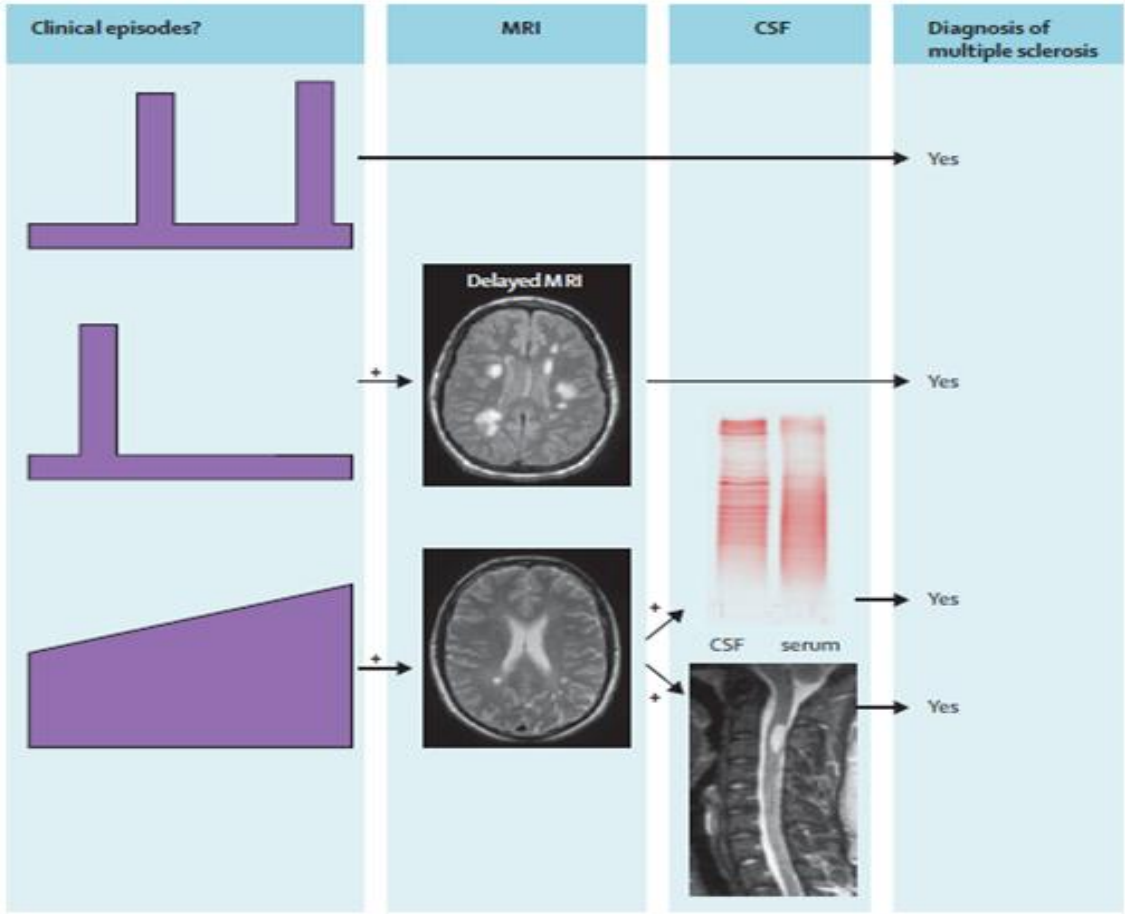 Clinical episodes?
MRI
CSF
Diagnosis of
multiple sclerosis
Yes
Delayed MRI
+
Yes
+
+
+
Yes
CSF serum
Yes